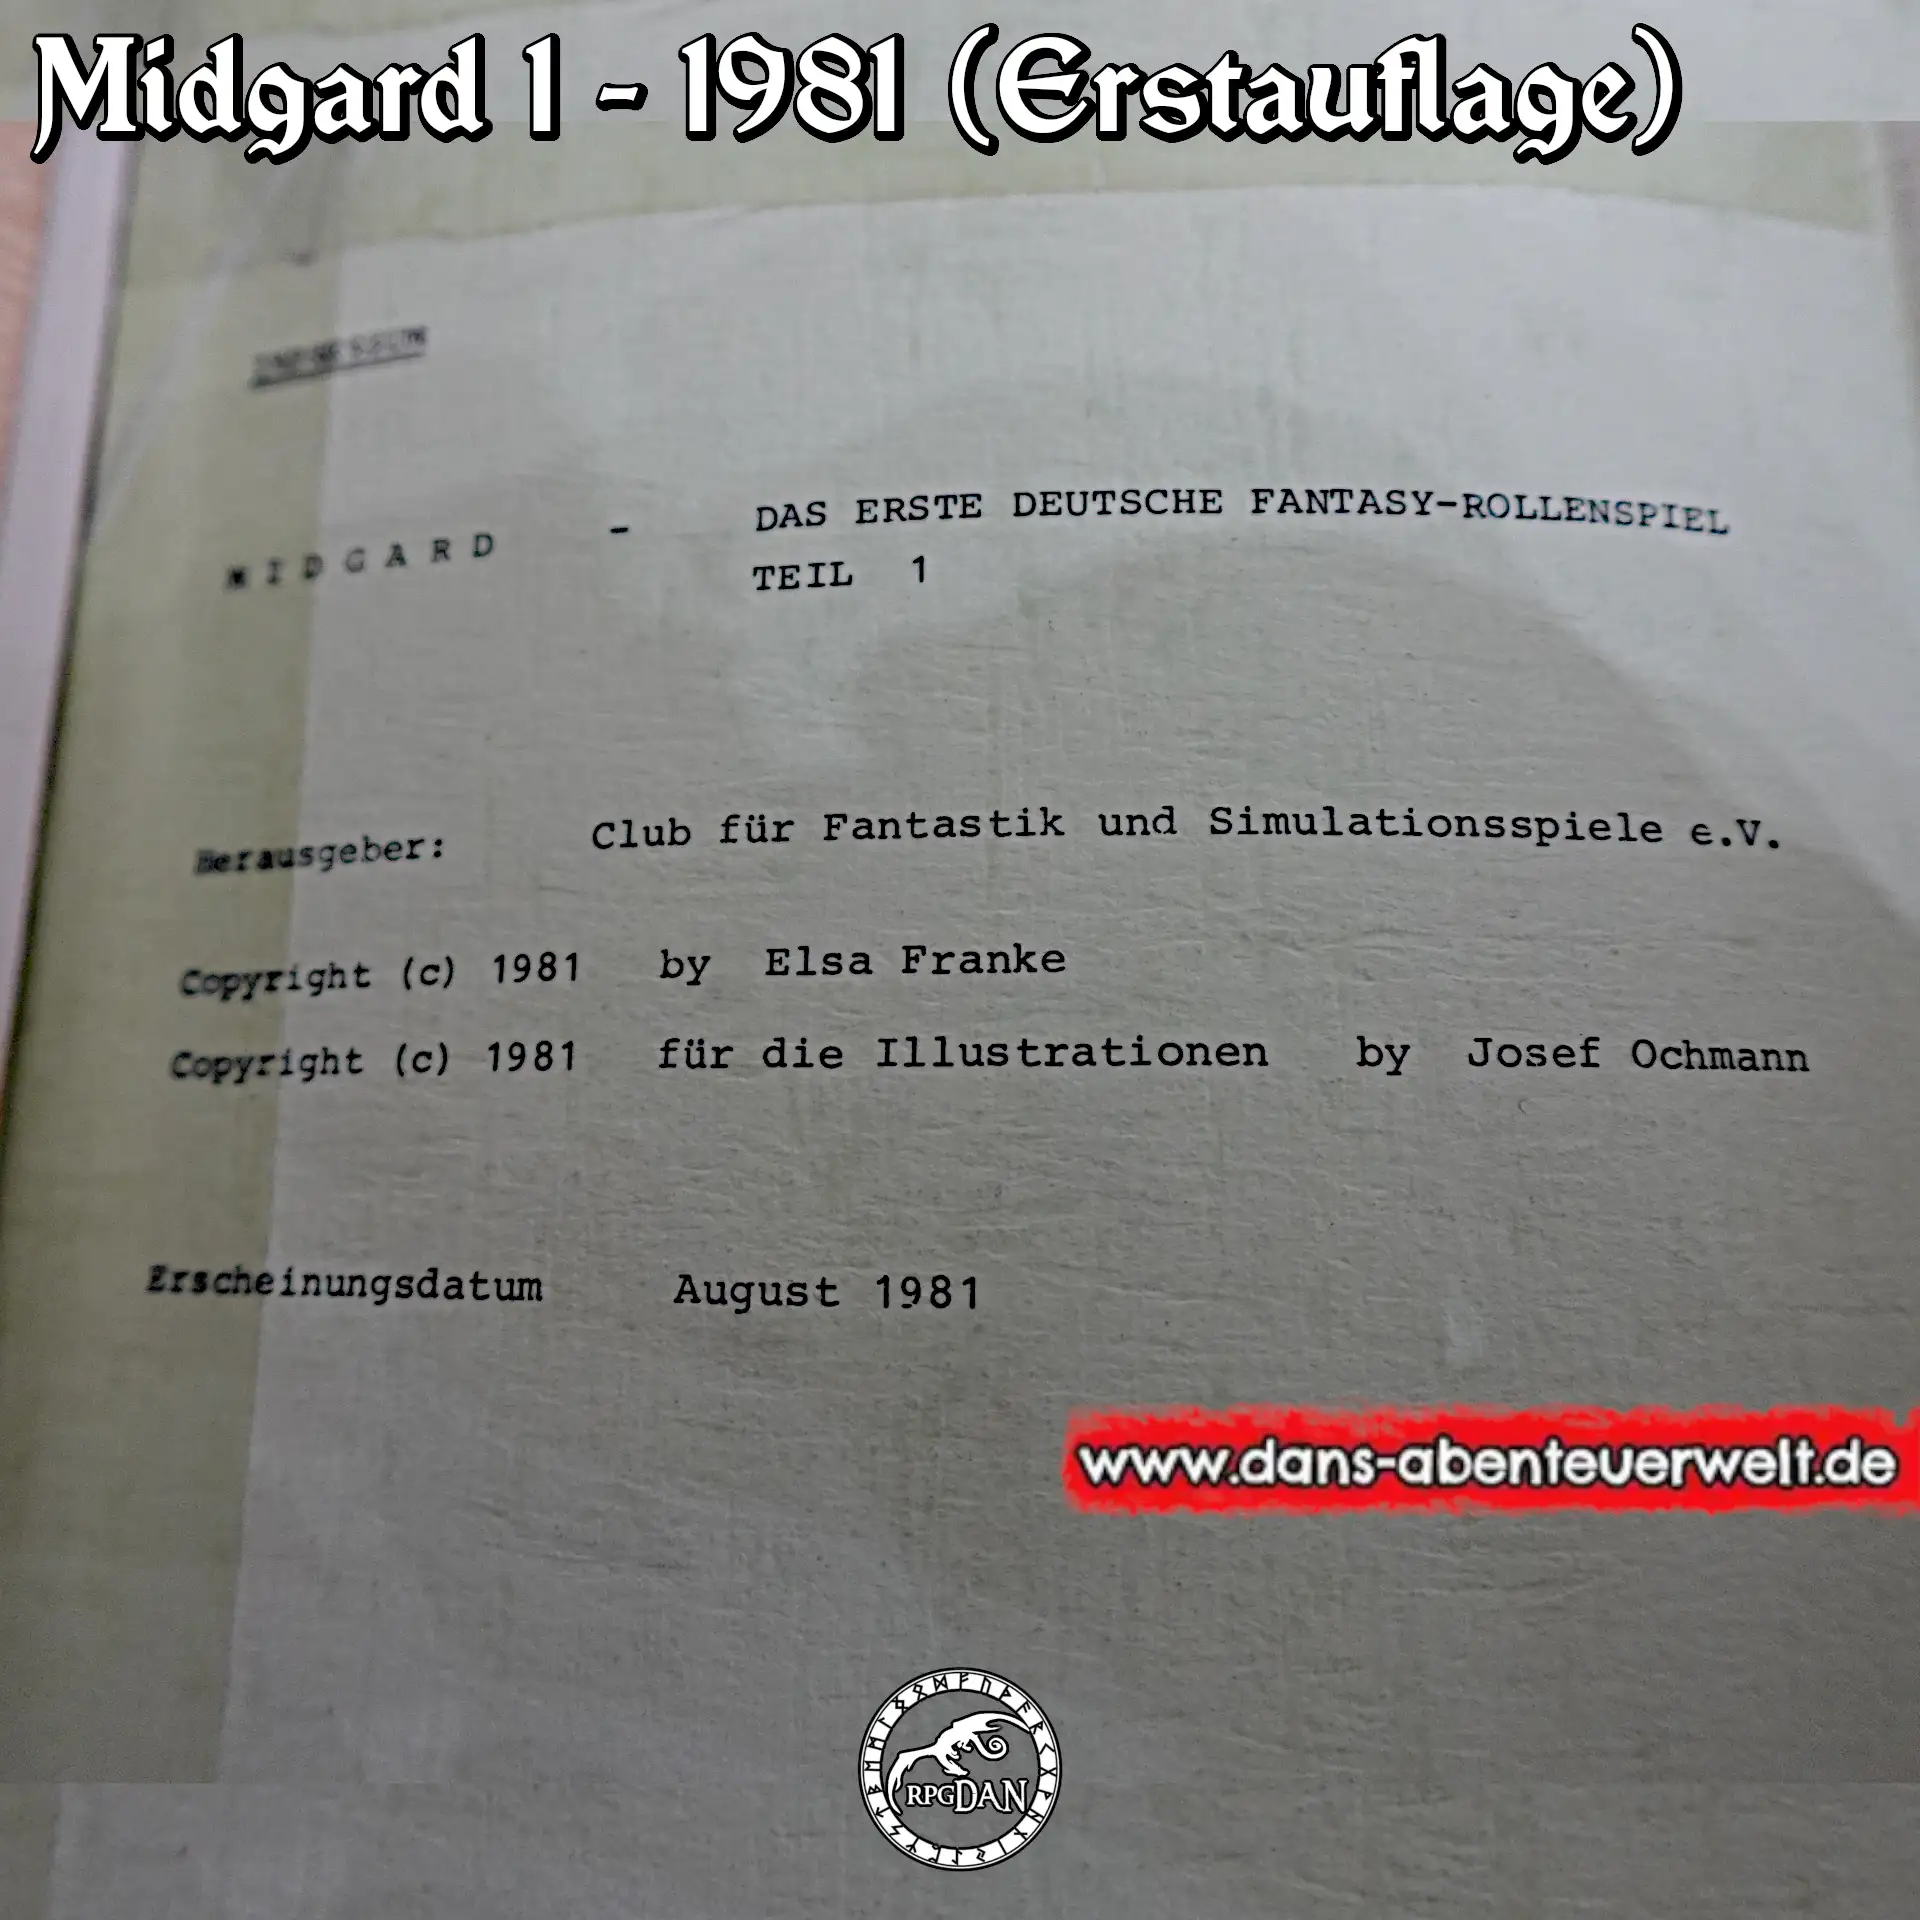 Midgard 1 - 1981 (Erstauflage)
IMPRESSUM
MIDGARD - DAS ERSTE DEUTSCHE FANTASY-ROLLENSPIEL
TEIL 1
Herausgeber: Club für Fantastik und Simulationsspiele e.V.
Copyright (c) 1981 by Elsa Franke
Copyright (c) 1981 für die Illustrationen by Josef Ochmann
Erscheinungsdatum August 1981
www.dans-abenteuerwelt.de
RPGDAN